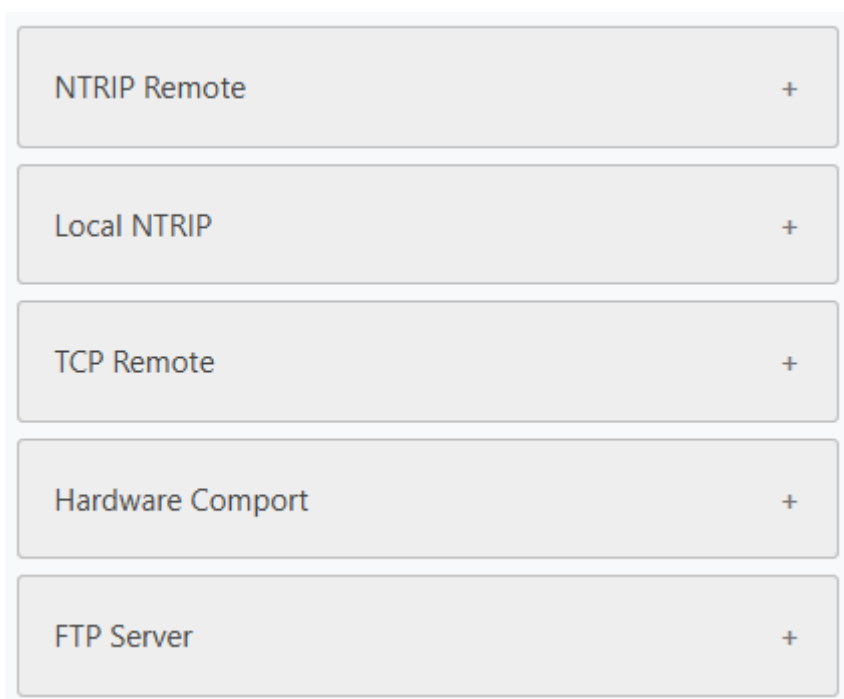 NTRIP Remote +
Local NTRIP +
TCP Remote +
Hardware Comport +
FTP Server +